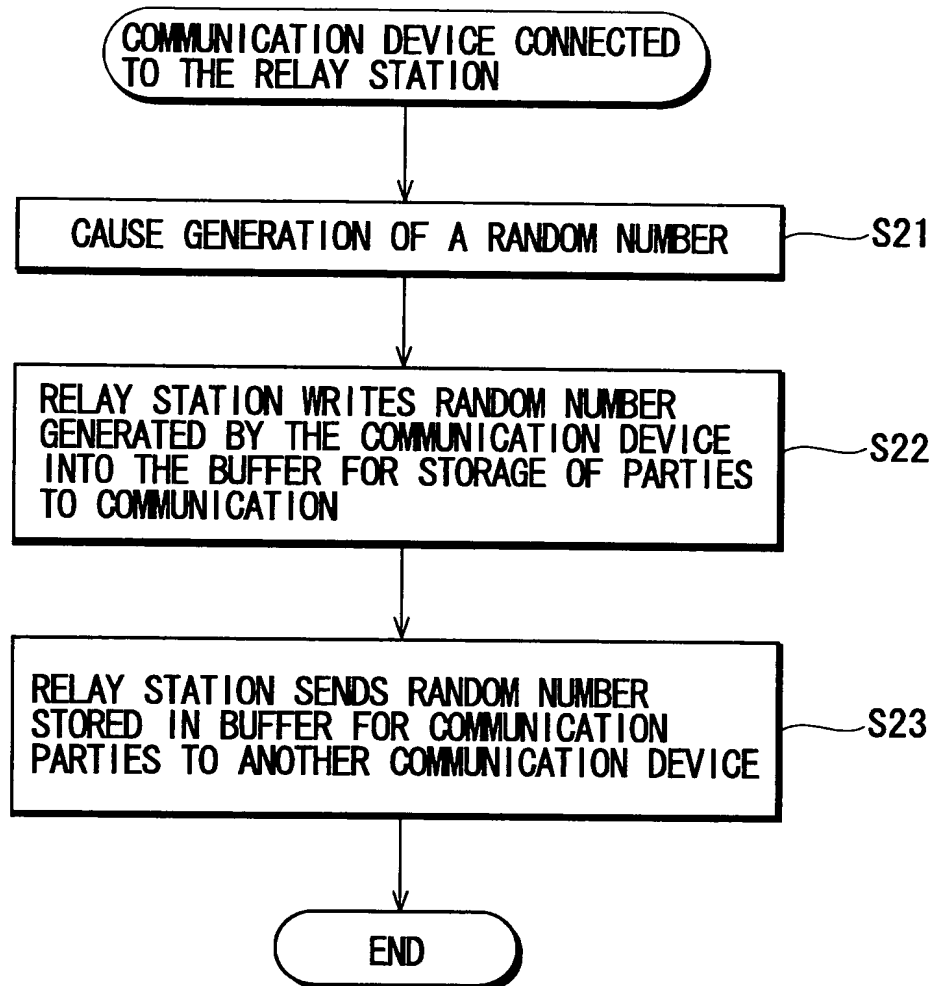 COMMUNICATION DEVICE CONNECTED
TO THE RELAY STATION
CAUSE GENERATION OF A RANDOM NUMBER
S21
RELAY STATION WRITES RANDOM NUMBER
GENERATED BY THE COMMUNICATION DEVICE
INTO THE BUFFER FOR STORAGE OF PARTIES
TO COMMUNICATION
S22
RELAY STATION SENDS RANDOM NUMBER
STORED IN BUFFER FOR COMMUNICATION
PARTIES TO ANOTHER COMMUNICATION DEVICE
S23
END